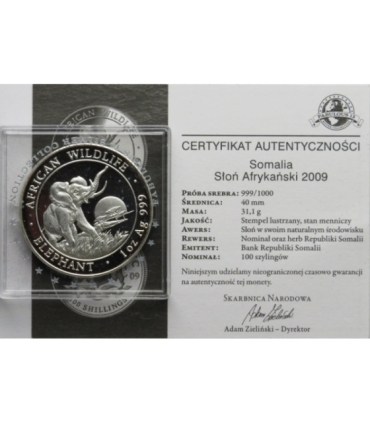 AFRICAN WILDLIFE
1oz Ag 999
ELEPHANT
CERTYFIKAT AUTENTYCZNOŚCI
Somalia
Słoń Afrykański 2009
PRÓBA SREBRA: 999/1000
ŚREDNICA: 40 mm
MASA: 31,1 g
JAKOŚĆ: Stempel lustrzany, stan menniczy
AWERS: Słoń w swoim naturalnym środowisku
REWERS: Nominał oraz herb Republiki Somalii
EMITENT: Bank Republiki Somalii
NOMINAŁ: 100 szylingów
Niniejszym udzielamy nieograniczonej czasowo gwarancji
na autentyczność tej monety.
SKARBNICA NARODOWA
Adam Zieliński – Dyrektor